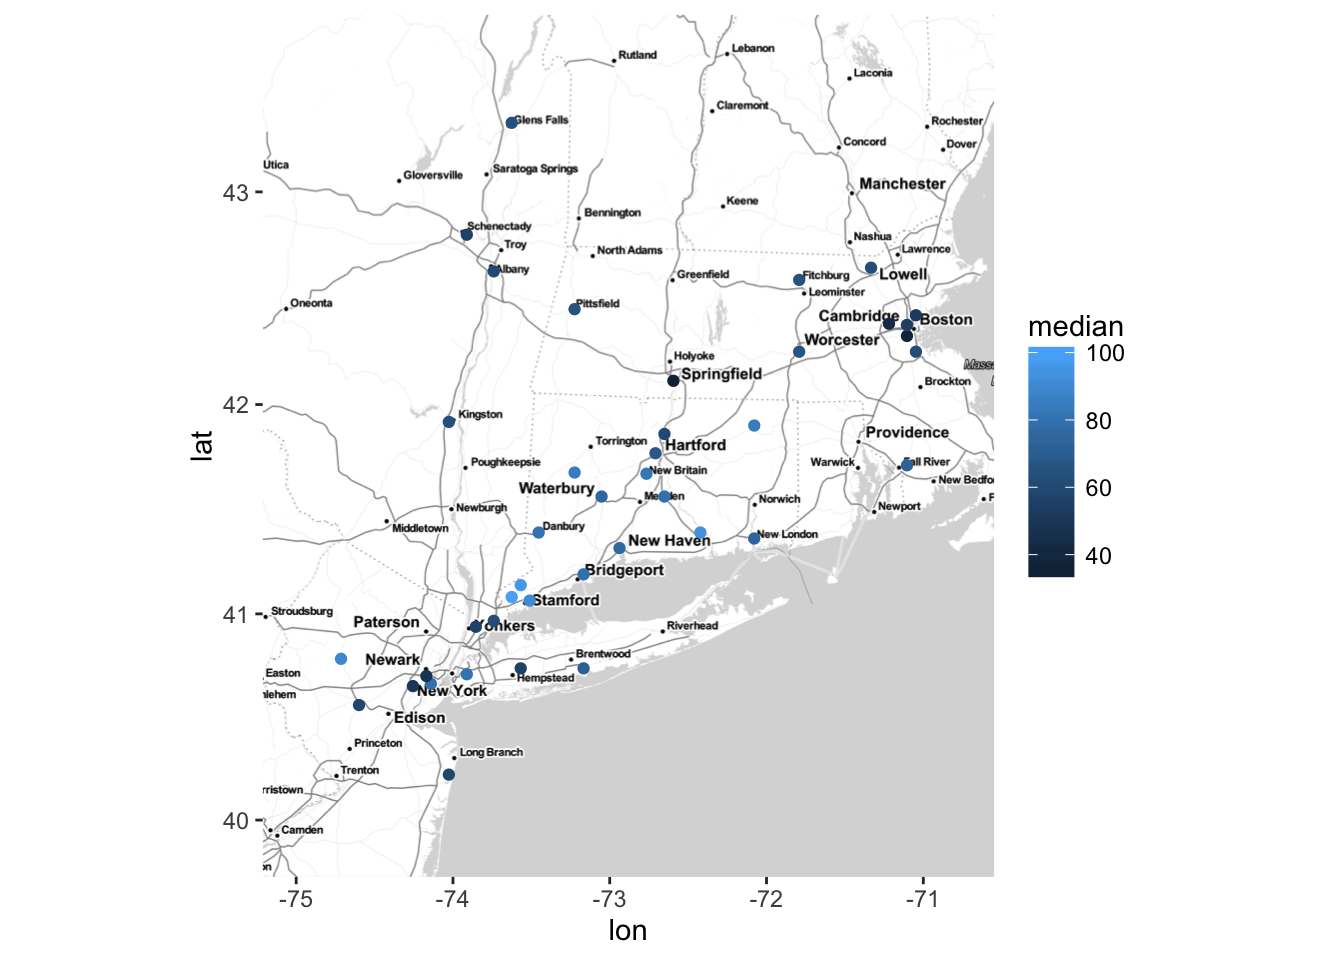 Rutland
Lebanon
Laconia
Claremont
Glens Falls
Rochester
Concord
Dover
Utica
Saratoga Springs
Gloversville
Manchester
43
Keene
Bennington
Schenectady
Nashua
Troy
North Adams
Lawrence
Albany
Greenfield
Fitchburg
Lowell
Leominster
Oneonta
Pittsfield
Cambridge
Boston
median
Worcester
100
Holyoke
Springfield
Mass
Brockton
42
Kingston
80
Torrington
Hartford
Providence
lat
Poughkeepsie
New Britain
Warwick
Fall River
Waterbury
New Bedfo
60
Meriden
Norwich
Newburgh
Newport
Middletown
Danbury
New Haven
New London
40
Bridgeport
Stamford
41
Stroudsburg
Paterson
Yonkers
Riverhead
Newark
Brentwood
Easton
Hempstead
hlehem
New York
Edison
Princeton
Long Branch
Trenton
rristown
40
Camden
on
-75
-74
-73
-72
-71
lon